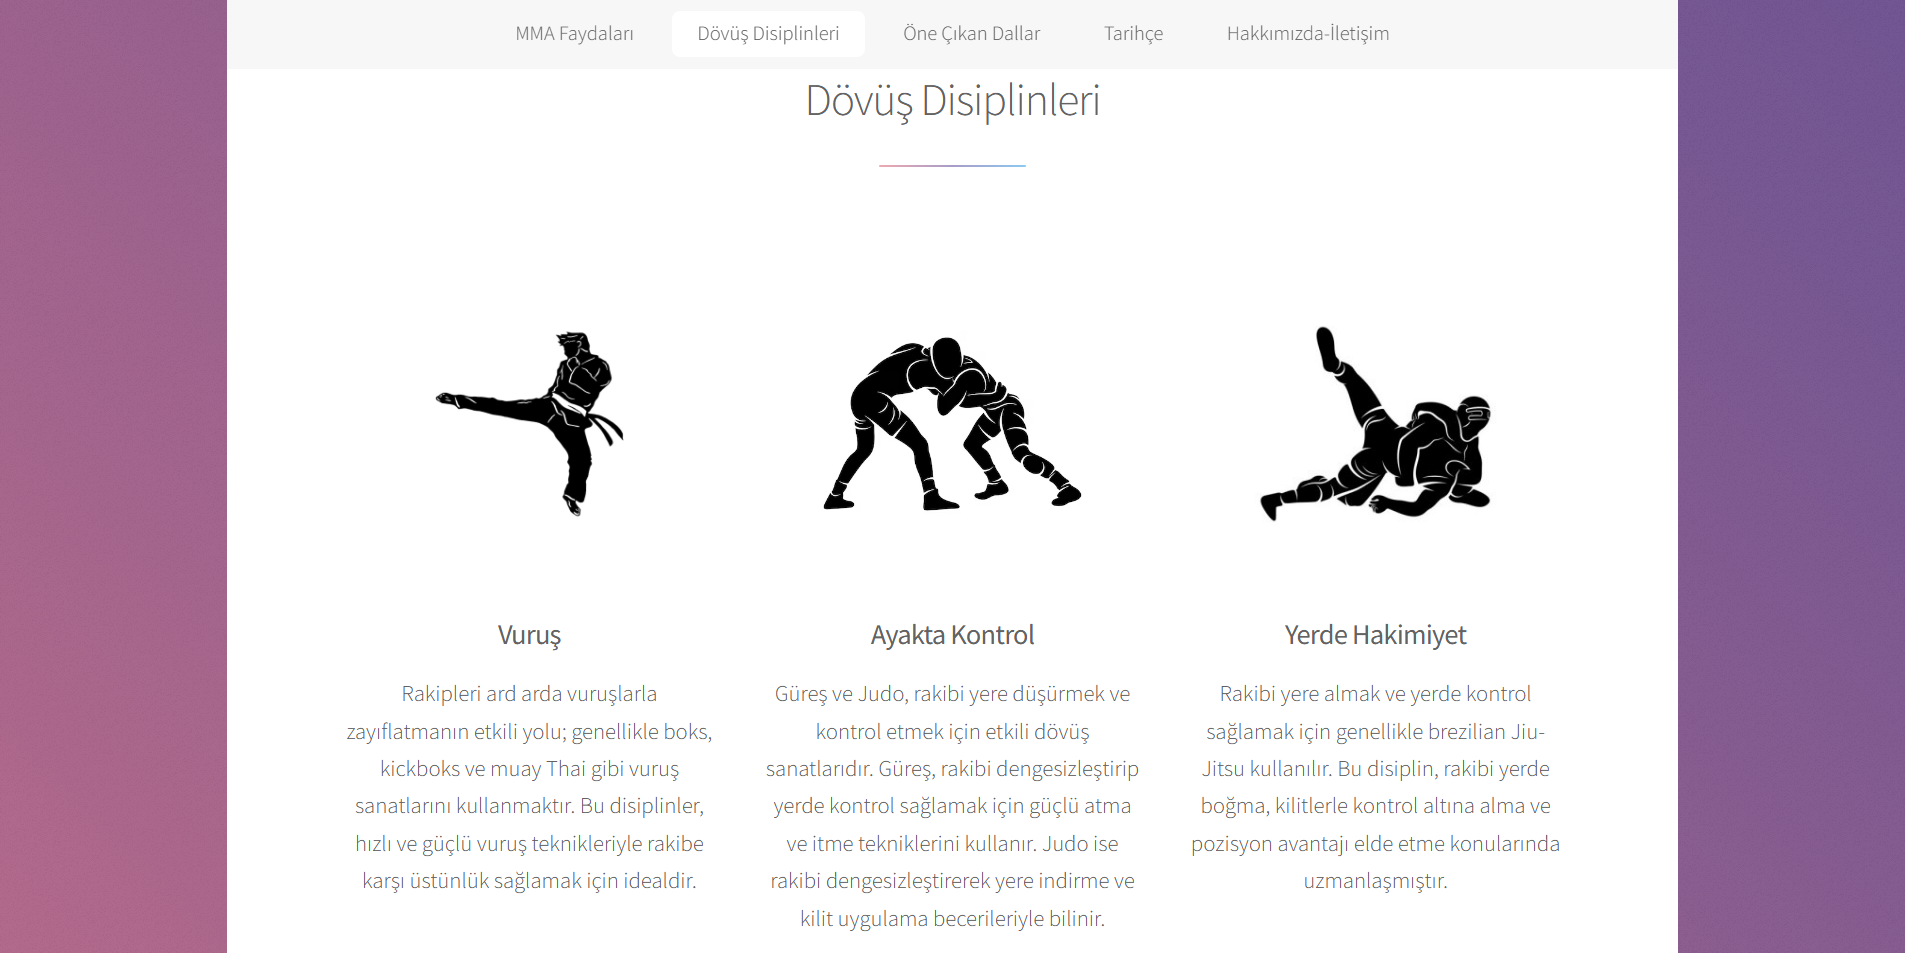 MMA Faydaları
Dövüş Disiplinleri
Öne Çıkan Dallar
Tarihçe
Hakkımızda-İletişim
Dövüş Disiplinleri
Vuruş
Rakipleri ard arda vuruşlarla
zayıflatmanın etkili yolu; genellikle boks,
kickboks ve muay Thai gibi vuruş
sanatlarını kullanmaktır. Bu disiplinler,
hızlı ve güçlü vuruş teknikleriyle rakibe
karşı üstünlük sağlamak için idealdir.
Ayakta Kontrol
Güreş ve Judo, rakibi yere düşürmek ve
kontrol etmek için etkili dövüş
sanatlarıdır. Güreş, rakibi dengesizleştirip
yerde kontrol sağlamak için güçlü atma
ve itme tekniklerini kullanır. Judo ise
rakibi dengesizleştirerek yere indirme ve
kilit uygulama becerileriyle bilinir.
Yerde Hakimiyet
Rakibi yere almak ve yerde kontrol
sağlamak için genellikle brezilian Jiu-
Jitsu kullanılır. Bu disiplin, rakibi yerde
boğma, kilitlerle kontrol altına alma ve
pozisyon avantajı elde etme konularında
uzmanlaşmıştır.